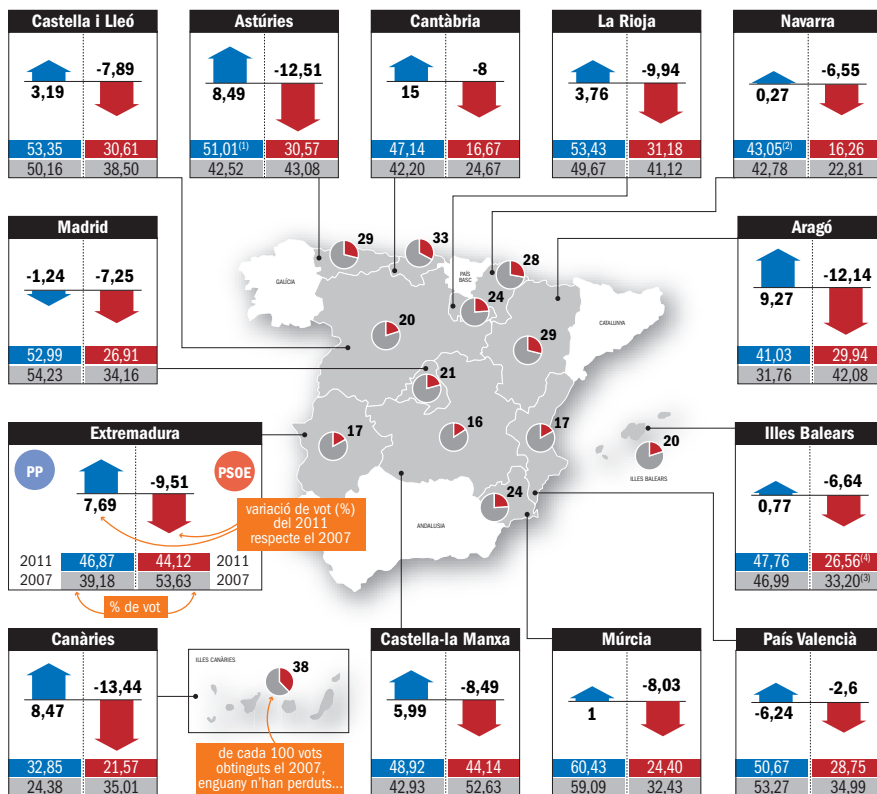 Castella i Lleó
3,19 -7,89
53,35 30,61
50,16 38,50
Astúries
8,49 -12,51
51,01(1) 30,57
42,52 43,08
Cantàbria
15 -8
47,14 16,67
42,20 24,67
La Rioja
3,76 -9,94
53,43 31,18
49,67 41,12
Navarra
0,27 -6,55
43,05(2) 16,26
42,78 22,81
Madrid
-1,24 -7,25
52,99 26,91
54,23 34,16
GALÍCIA
29
33
PAÍS
BASC
28
24
20
29
CATALUNYA
21
17
16
17
20
ILLES BALEARS
24
ANDALUSIA
Aragó
9,27 -12,14
41,03 29,94
31,76 42,08
Extremadura
PP
7,69 -9,51
PSOE
variació de vot (%)
del 2011
respecte el 2007
2011 46,87 44,12 2011
2007 39,18 53,63 2007
% de vot
Illes Balears
0,77 -6,64
47,76 26,56(4)
46,99 33,20(3)
Canàries
8,47 -13,44
32,85 21,57
24,38 35,01
ILLES CANÀRIES
38
de cada 100 vots
obtinguts el 2007,
enguany n'han perduts...
Castella-la Manxa
5,99 -8,49
48,92 44,14
42,93 52,63
Múrcia
1 -8,03
60,43 24,40
59,09 32,43
País Valencià
-6,24 -2,6
50,67 28,75
53,27 34,99